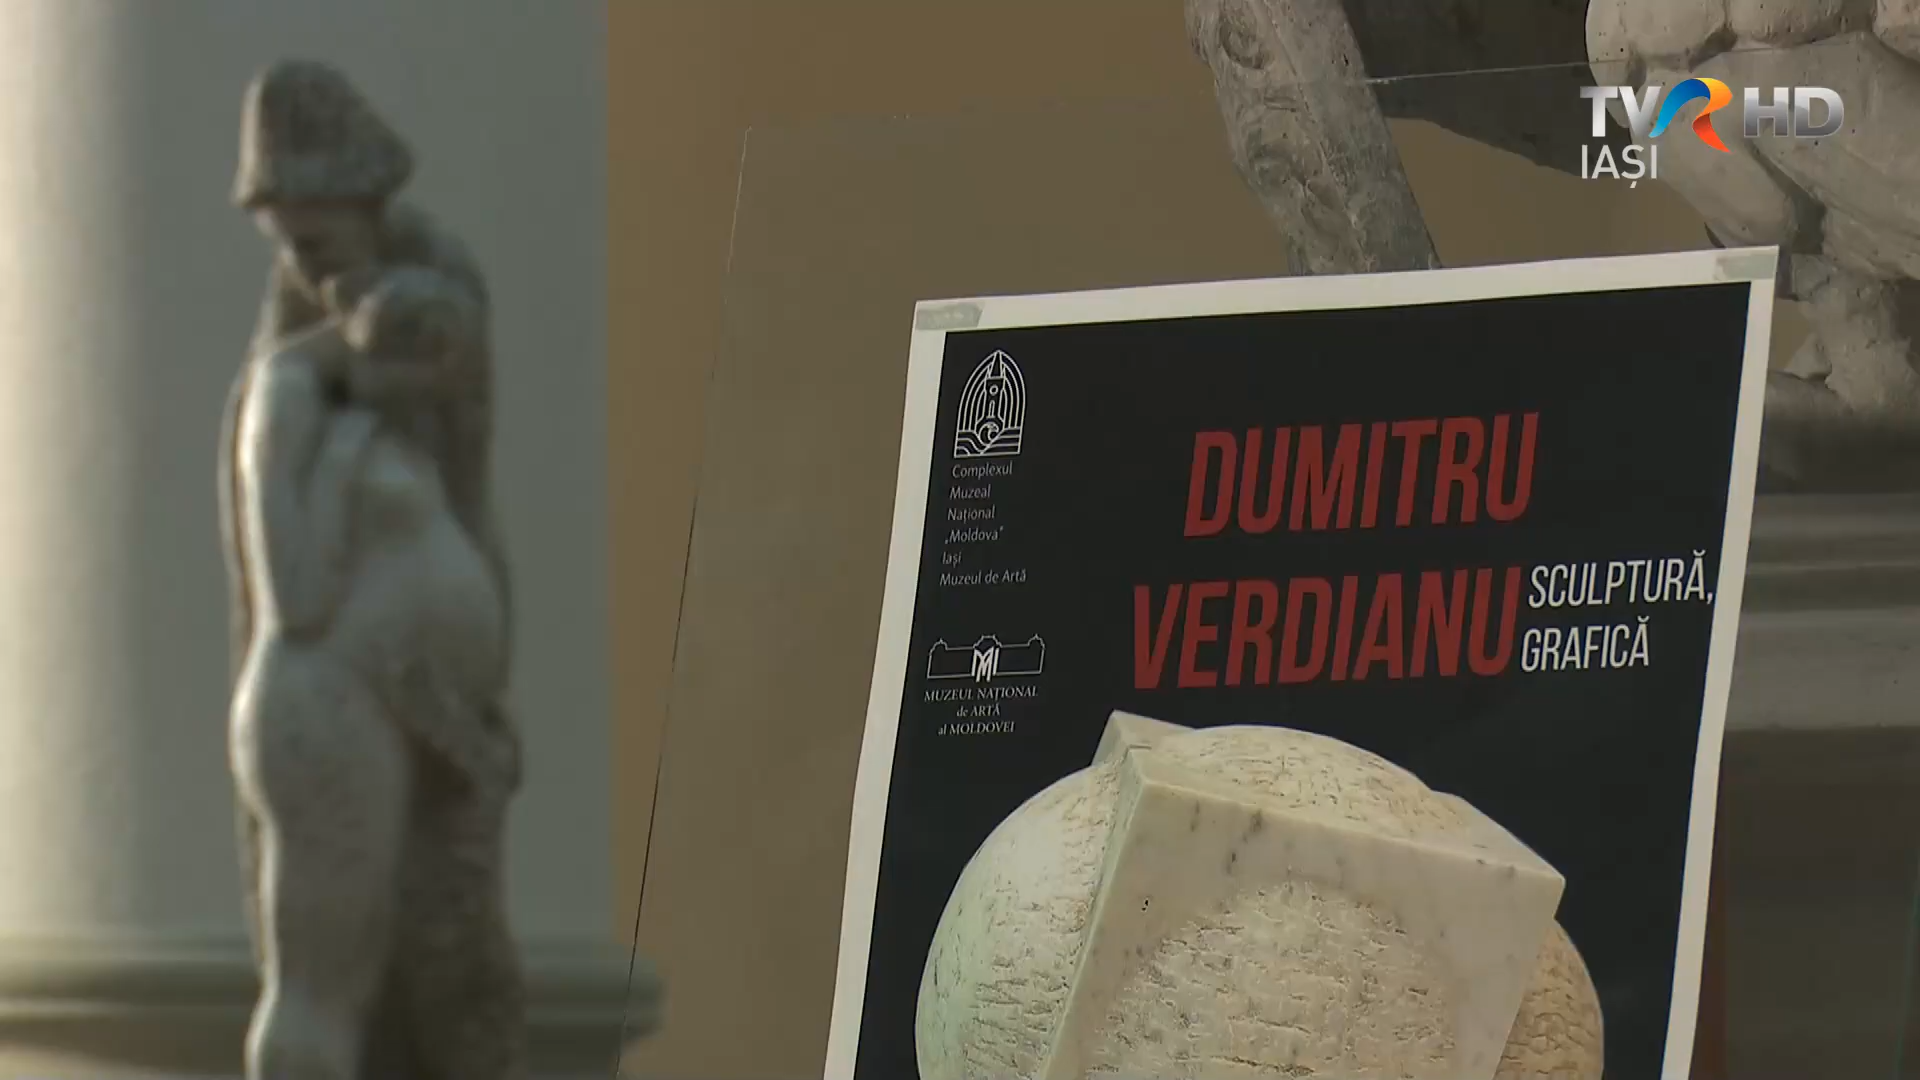 TVR HD
IAȘI
Complexul
Muzeal
Național
„Moldova”
Iași
Muzeul de Artă
MUZEUL NAȚIONAL
de ARTĂ
al MOLDOVEI
DUMITRU
VERDIANU
SCULPTURĂ,
GRAFICĂ